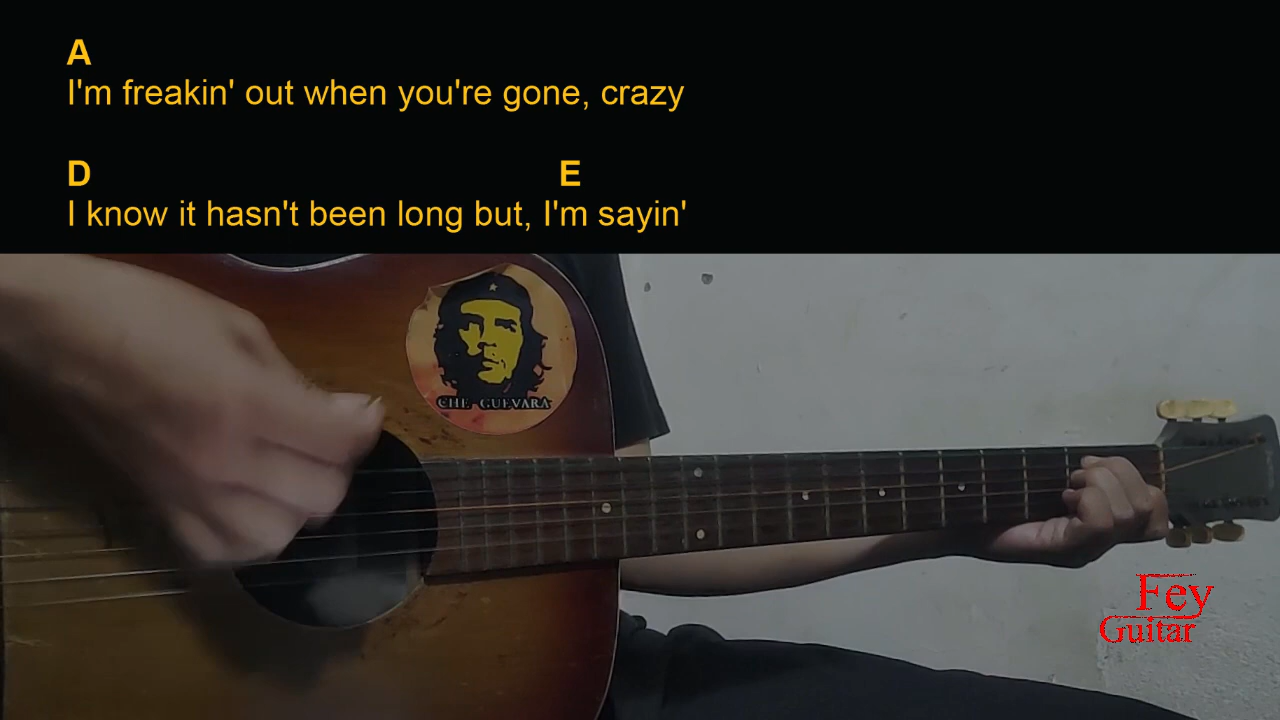 A
I'm freakin' out when you're gone, crazy
D E
I know it hasn't been long but, I'm sayin'
CHE - GUEVARA
Fey
Guitar